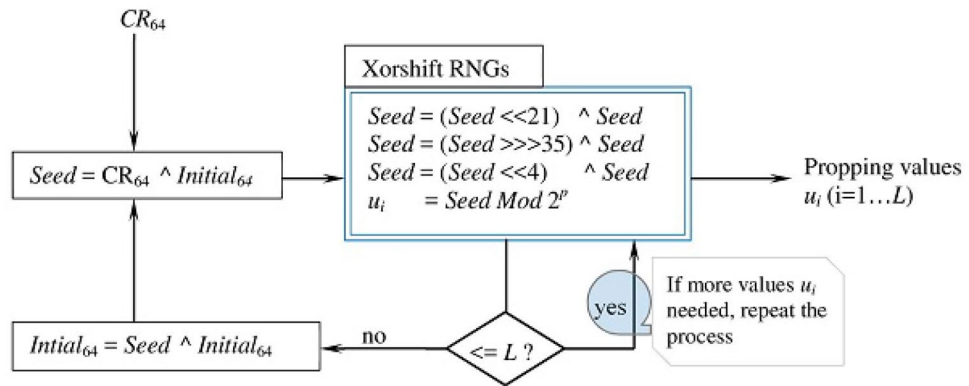 CR64
Xorshift RNGs
Seed = (Seed <<21) ^ Seed
Seed = (Seed >>>35) ^ Seed
Seed = (Seed <<4) ^ Seed
ui = Seed Mod 2^p
Seed = CR64 ^ Initial64
Propping values
ui (i=1…L)
If more values ui
needed, repeat the
process
yes
Intial64 = Seed ^ Initial64
no
<= L ?